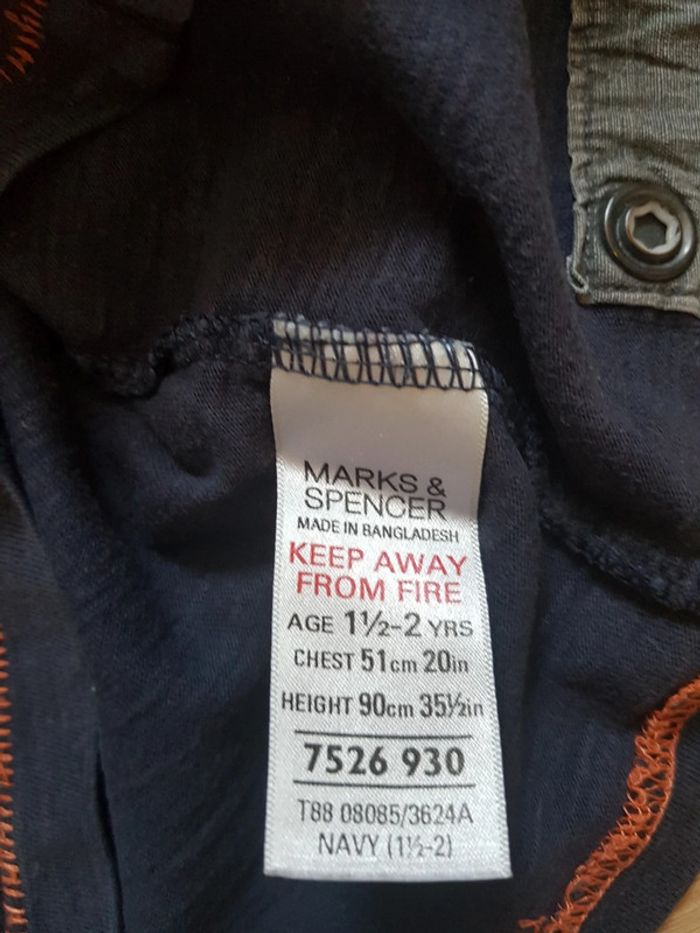 MARKS &
SPENCER
MADE IN BANGLADESH
KEEP AWAY
FROM FIRE
AGE 1½-2 YRS
CHEST 51cm 20in
HEIGHT 90cm 35½in
7526 930
T88 08085/3624A
NAVY (1½-2)